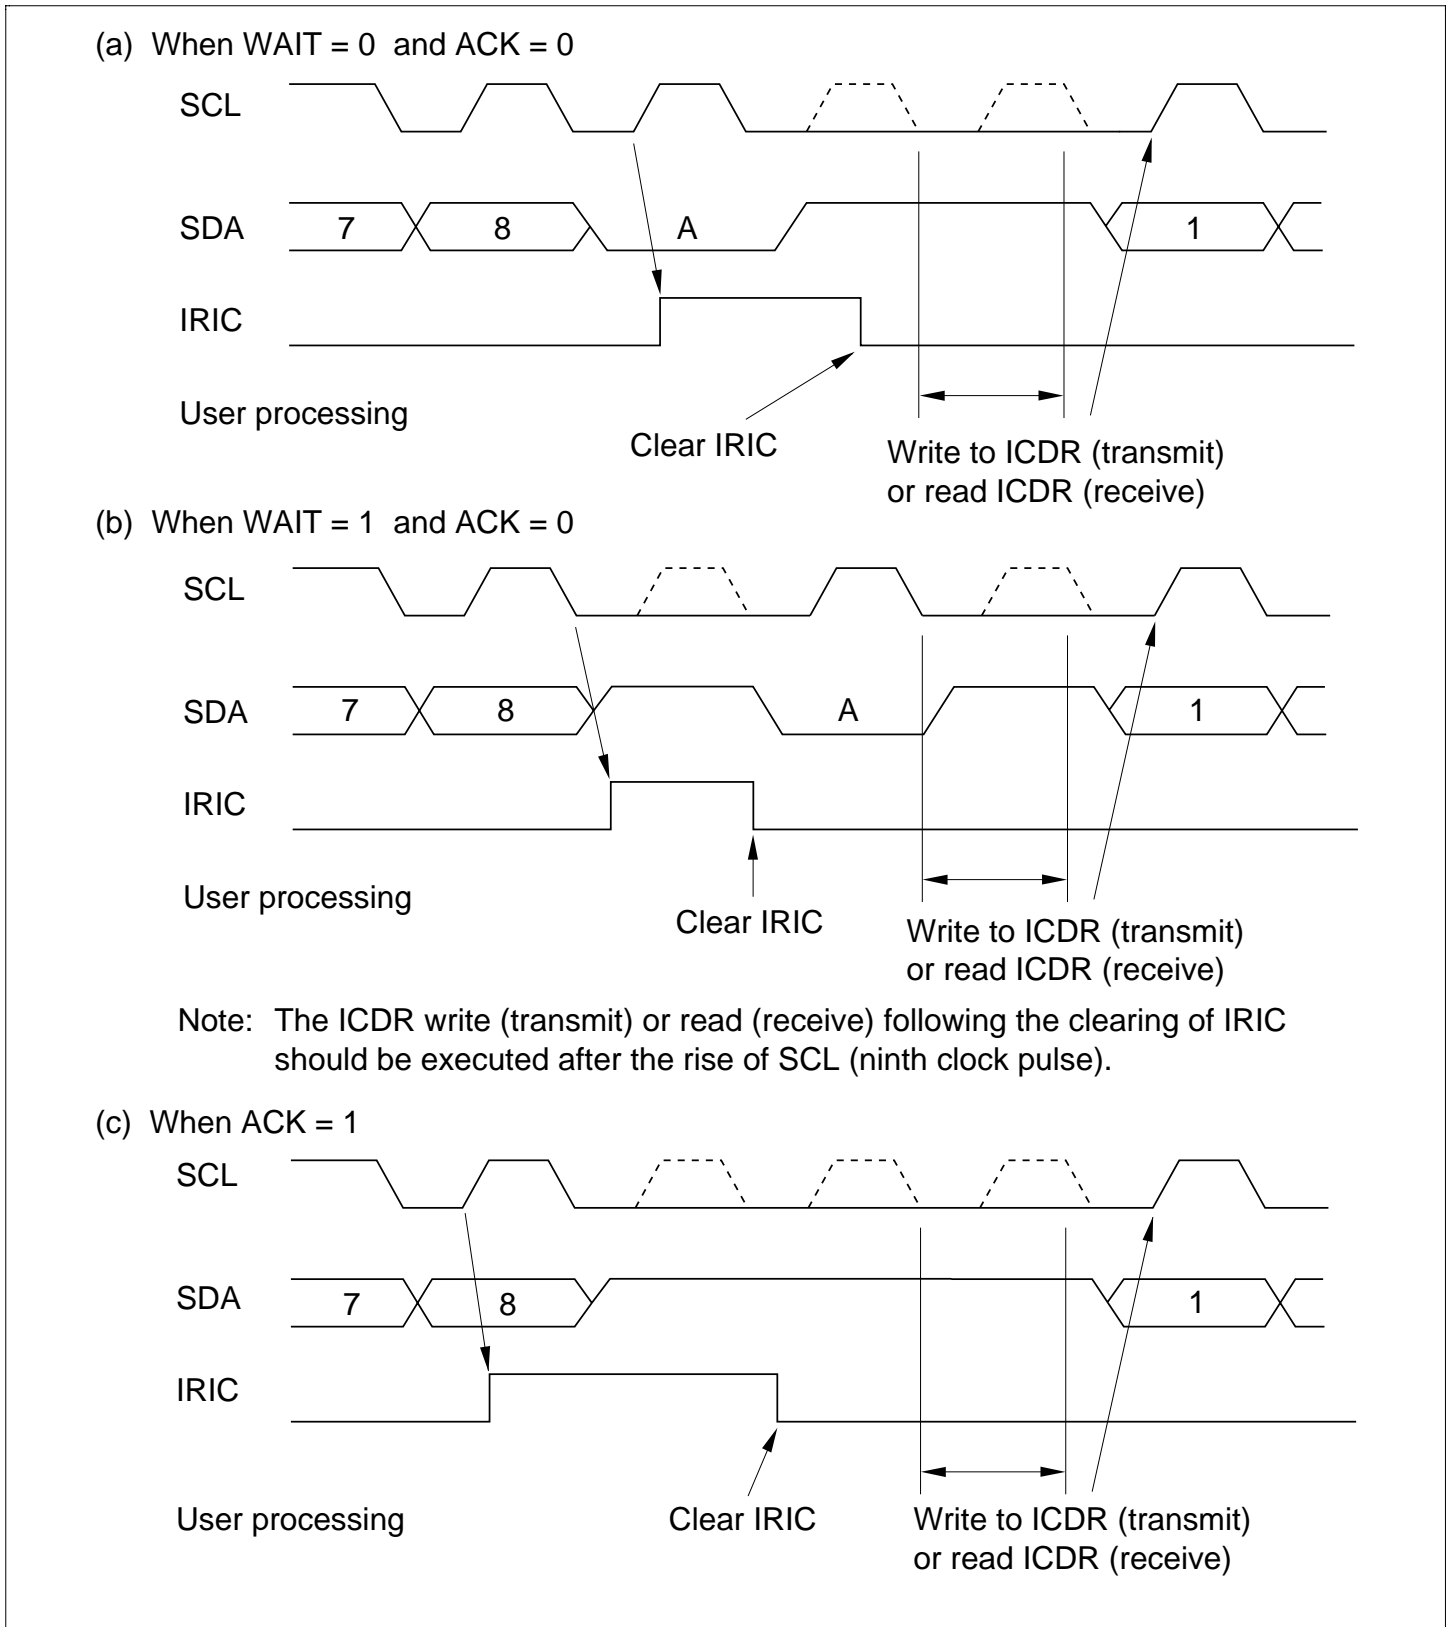 (a) When WAIT = 0 and ACK = 0
SCL
SDA 7 8 A 1
IRIC
User processing
Clear IRIC
Write to ICDR (transmit)
or read ICDR (receive)
(b) When WAIT = 1 and ACK = 0
SCL
SDA 7 8 A 1
IRIC
User processing
Clear IRIC
Write to ICDR (transmit)
or read ICDR (receive)
Note: The ICDR write (transmit) or read (receive) following the clearing of IRIC
should be executed after the rise of SCL (ninth clock pulse).
(c) When ACK = 1
SCL
SDA 7 8 1
IRIC
User processing
Clear IRIC
Write to ICDR (transmit)
or read ICDR (receive)